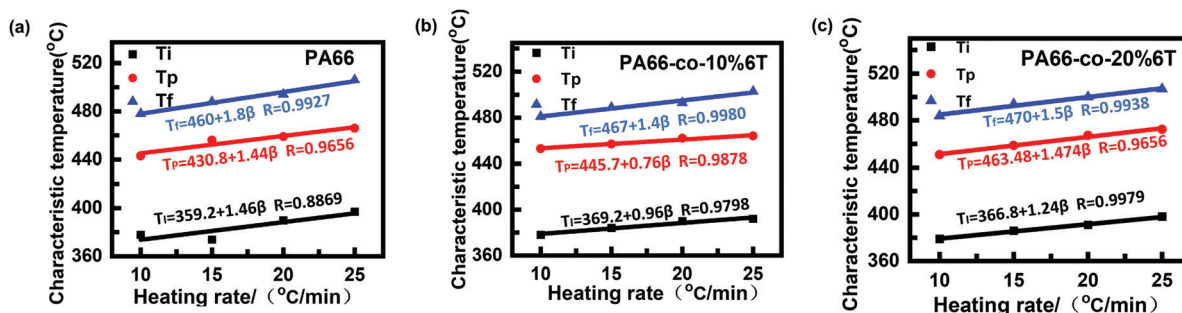 (a)
Characteristic temperature(°C)
520
480
440
400
360
Ti
Tp
Tf
PA66
Tf=460+1.8β R=0.9927
TP=430.8+1.44β R=0.9656
TI=359.2+1.46β R=0.8869
10 15 20 25
Heating rate/（°C/min）
(b)
Characteristic temperature(°C)
520
480
440
400
360
Ti
Tp
Tf
PA66-co-10%6T
Tf=467+1.4β R=0.9980
TP=445.7+0.76β R=0.9878
TI=369.2+0.96β R=0.9798
10 15 20 25
Heating rate（°C/min）
(c)
Characteristic temperature(°C)
520
480
440
400
360
Ti
Tp
Tf
PA66-co-20%6T
Tf=470+1.5β R=0.9938
TP=463.48+1.474β R=0.9656
TI=366.8+1.24β R=0.9979
10 15 20 25
Heating rate/（°C/min）